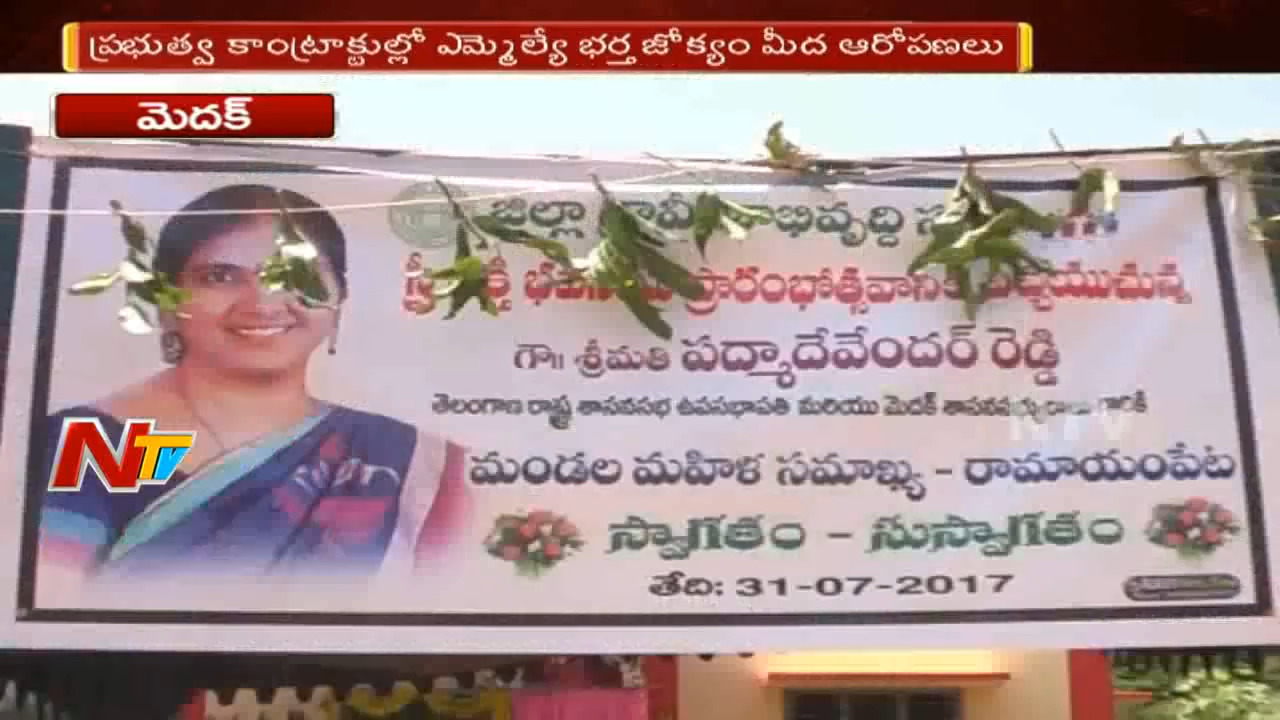 ప్రభుత్వ కాంట్రాక్టుల్లో ఎమ్మెల్యే భర్త జోక్యం మీద ఆరోపణలు
మెదక్
జిల్లా
ప్రారంభోత్సవానికి విచ్చేయుచున్న
గౌ॥ శ్రీమతి పద్మాదేవేందర్ రెడ్డి
తెలంగాణ రాష్ట్ర శాసనసభ ఉపసభాపతి మరియు మెదక్ శాసనసభ్యురాలు గారికి
NTV
మండల మహిళ సమాఖ్య - రామాయంపేట
స్వాగతం - సుస్వాగతం
తేది: 31-07-2017